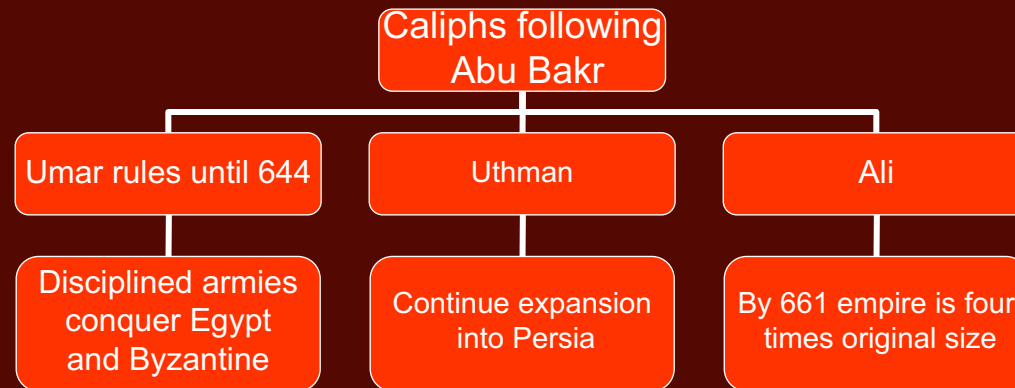 Caliphs following
Abu Bakr
Umar rules until 644
Uthman
Ali
Disciplined armies
conquer Egypt
and Byzantine
Continue expansion
into Persia
By 661 empire is four
times original size